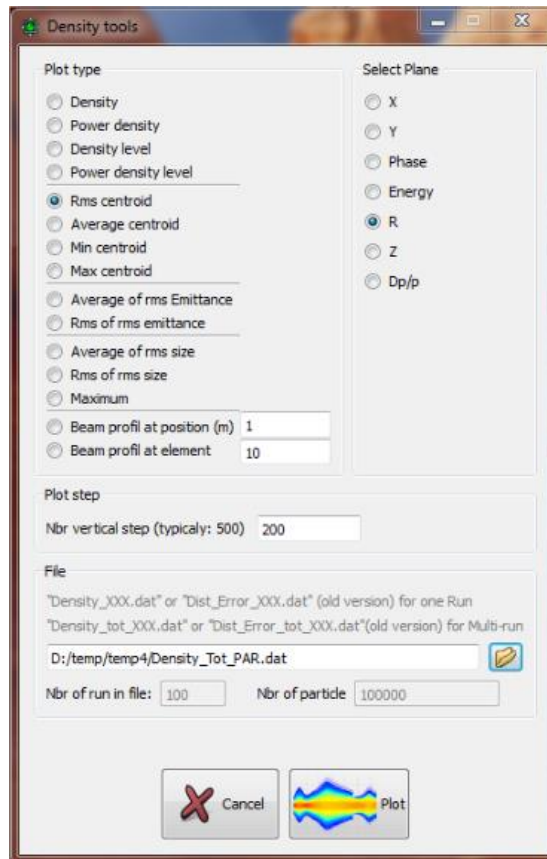 Density tools
Plot type
Density
Power density
Density level
Power density level
Rms centroid
Average centroid
Min centroid
Max centroid
Average of rms Emittance
Rms of rms emittance
Average of rms size
Rms of rms size
Maximum
Beam profil at position (m) 1
Beam profil at element 10
Select Plane
X
Y
Phase
Energy
R
Z
Dp/p
Plot step
Nbr vertical step (typicaly: 500) 200
File
"Density_XXX.dat" or "Dist_Error_XXX.dat" (old version) for one Run
"Density_tot_XXX.dat" or "Dist_Error_tot_XXX.dat"(old version) for Multi-run
D:/temp/temp4/Density_Tot_PAR.dat
Nbr of run in file: 100 Nbr of particle 100000
Cancel Plot